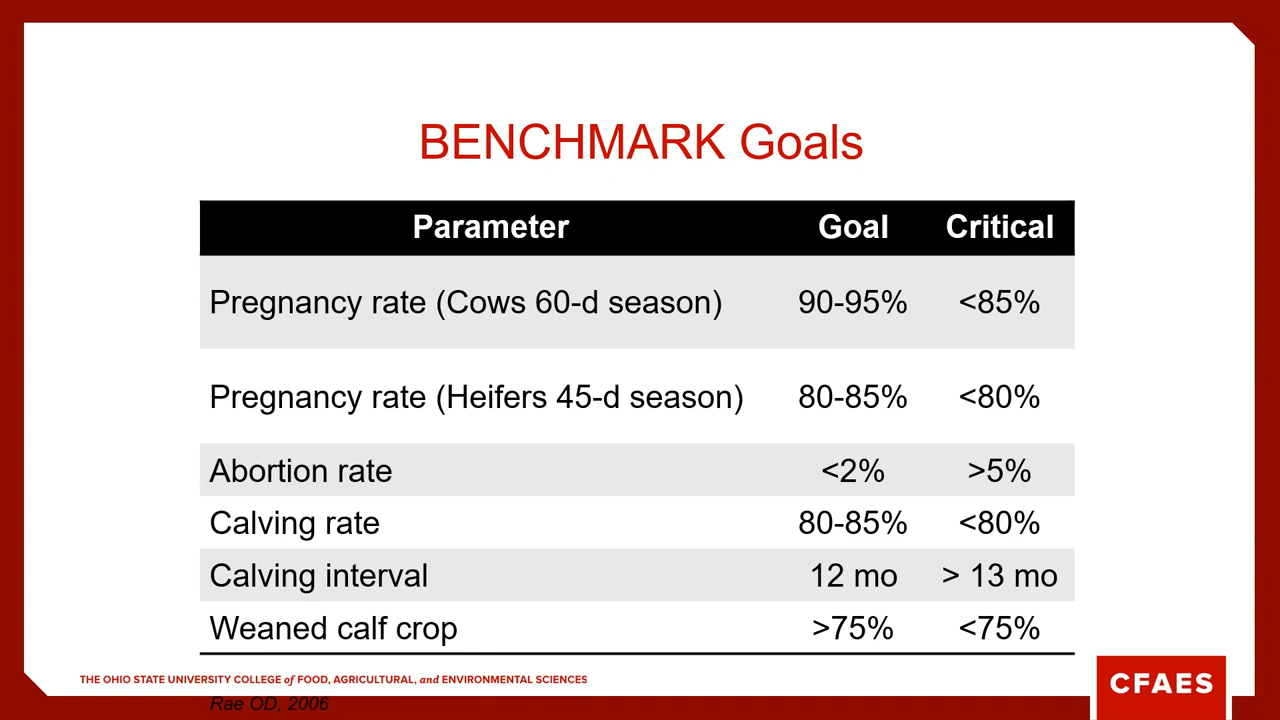 BENCHMARK Goals
Parameter Goal Critical
Pregnancy rate (Cows 60-d season) 90-95% <85%
Pregnancy rate (Heifers 45-d season) 80-85% <80%
Abortion rate <2% >5%
Calving rate 80-85% <80%
Calving interval 12 mo > 13 mo
Weaned calf crop >75% <75%
THE OHIO STATE UNIVERSITY COLLEGE of FOOD, AGRICULTURAL, and ENVIRONMENTAL SCIENCES
CFAES
Rae OD, 2006